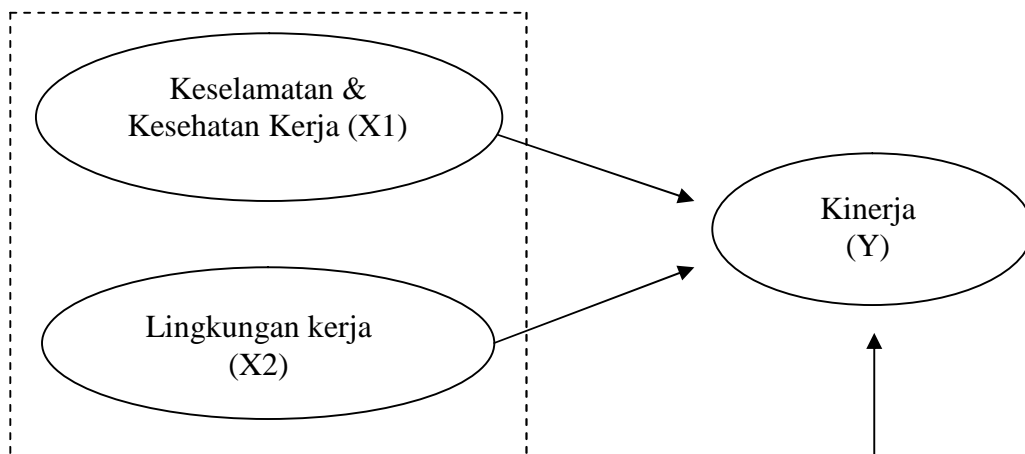 Keselamatan &
Kesehatan Kerja (X1)
Kinerja
(Y)
Lingkungan kerja
(X2)